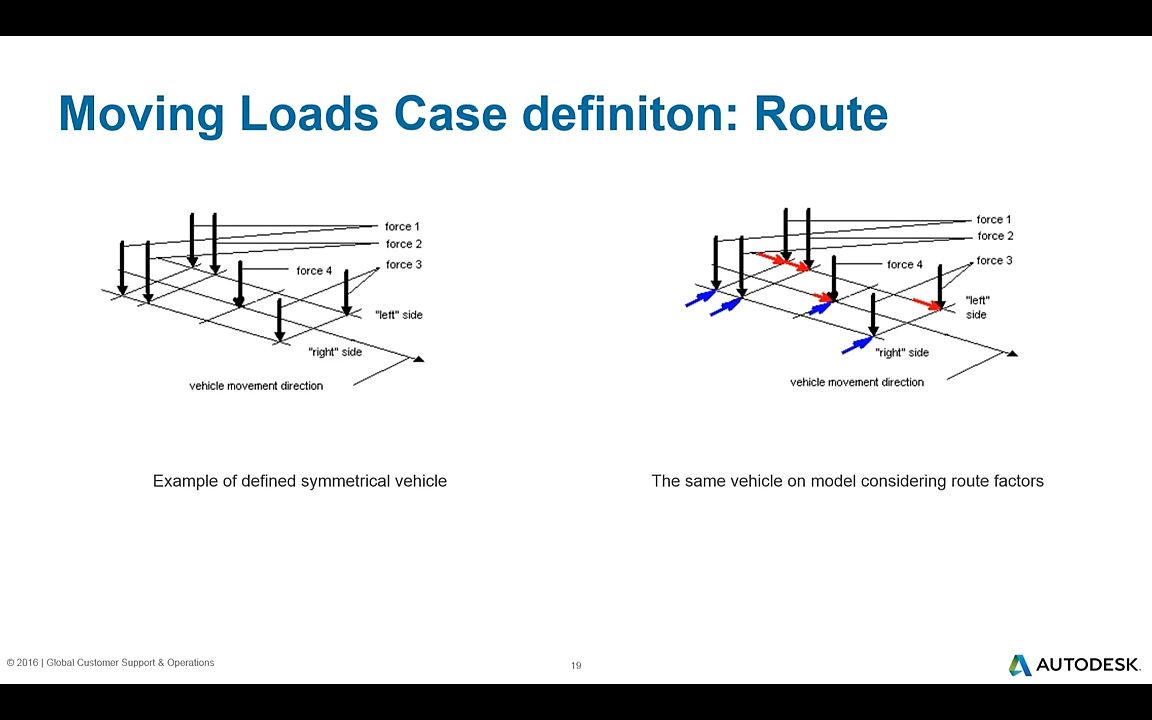 Moving Loads Case definiton: Route
force 1
force 2
force 3
force 4
"left" side
"right" side
vehicle movement direction
force 1
force 2
force 3
force 4
"left"
side
"right" side
vehicle movement direction
Example of defined symmetrical vehicle
The same vehicle on model considering route factors
© 2016 | Global Customer Support & Operations
19
AUTODESK.